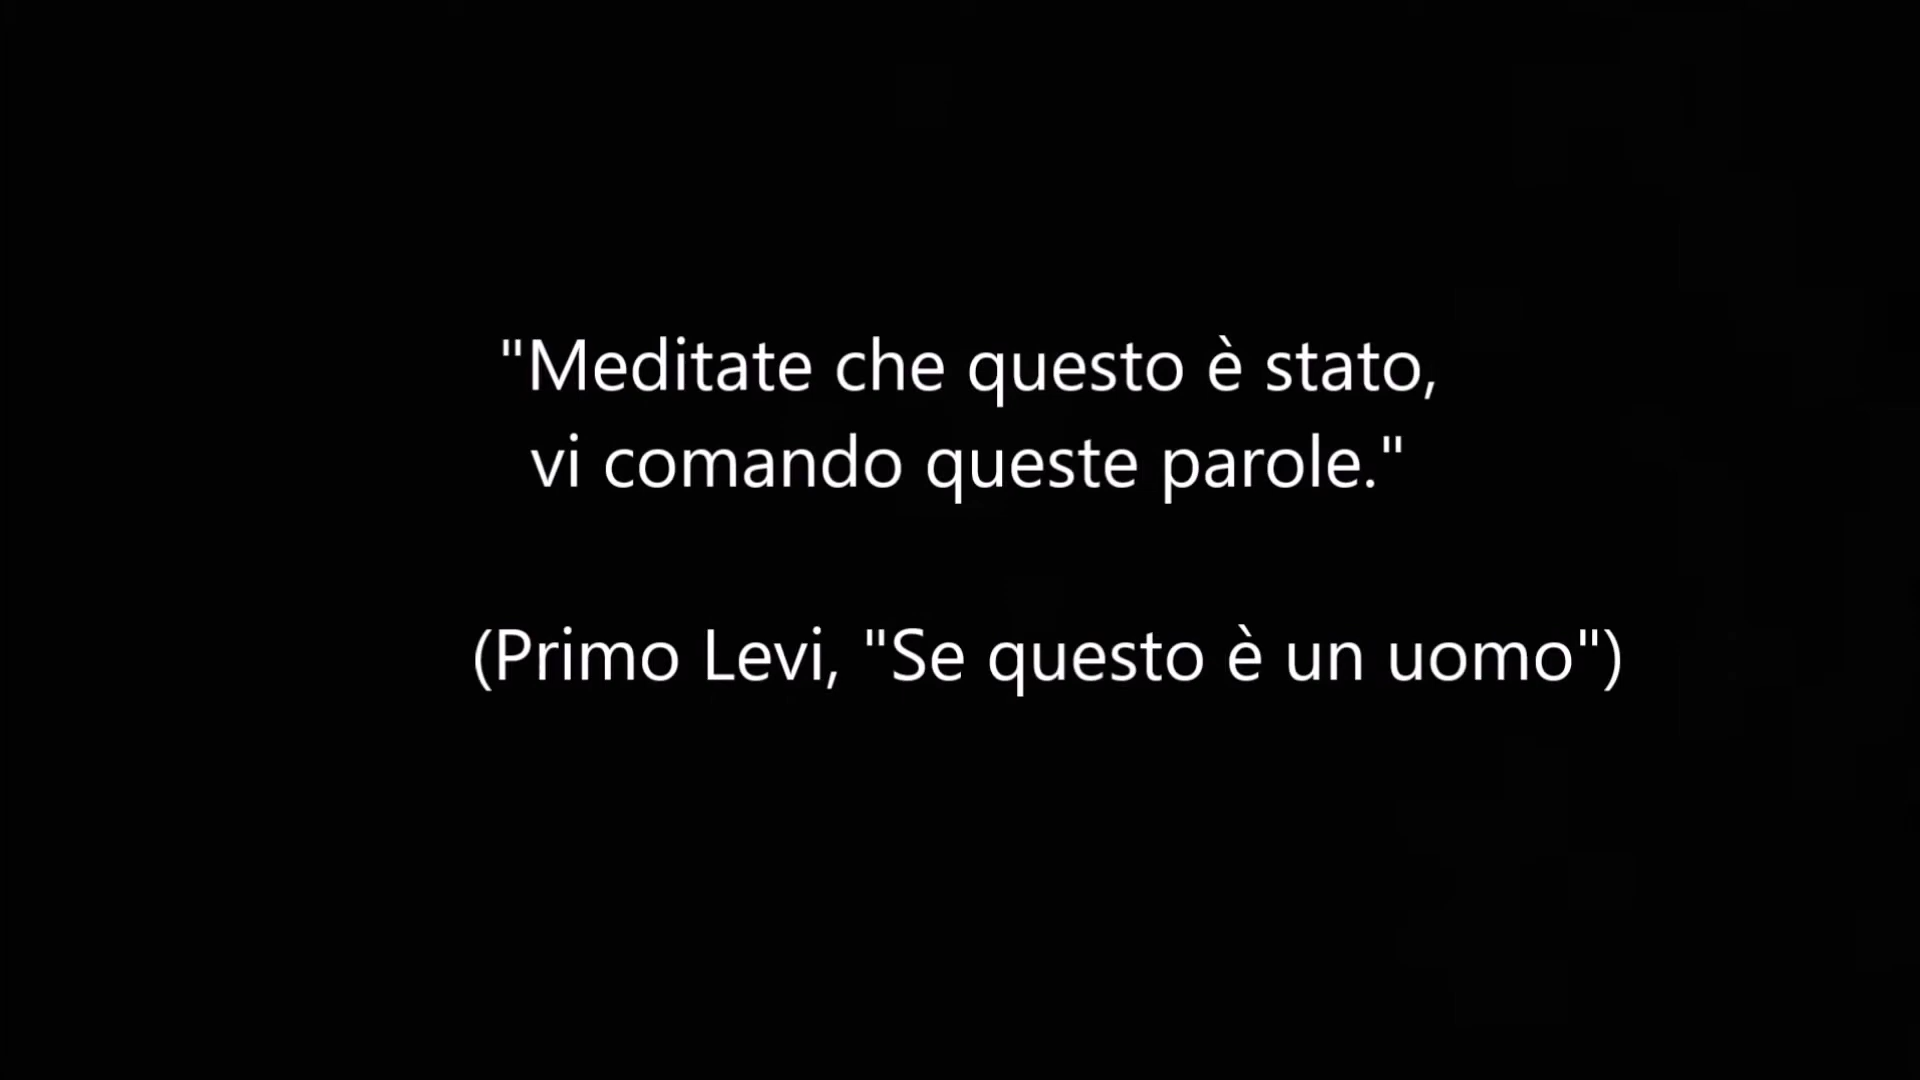 "Meditate che questo è stato,
vi comando queste parole."
(Primo Levi, "Se questo è un uomo")